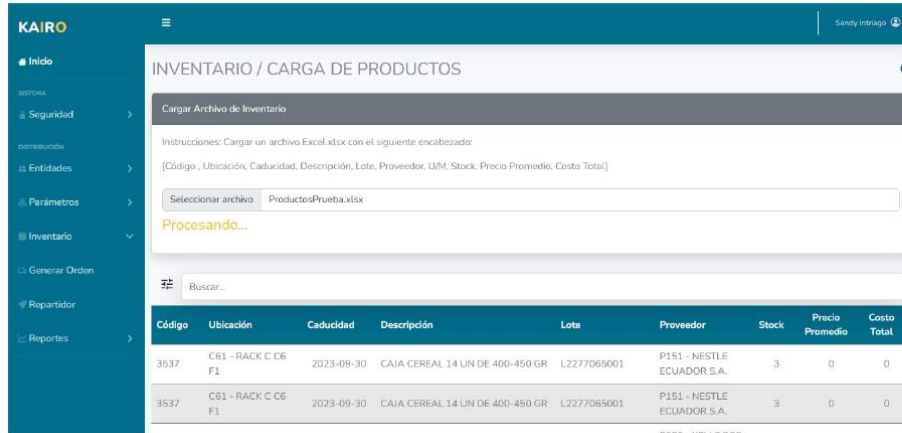 KAIRO
Sandy Intriago
Inicio
INVENTARIO / CARGA DE PRODUCTOS
SISTEMA
Seguridad
Cargar Archivo de Inventario
DISTRIBUCIÓN
Instrucciones: Cargar un archivo Excel.xlsx con el siguiente encabezado:
Entidades
[Código , Ubicación, Caducidad, Descripción, Lote, Proveedor, U/M, Stock, Precio Promedio, Costo Total]
Parámetros
Seleccionar archivo ProductosPrueba.xlsx
Procesando...
Inventario
Generar Orden
Buscar...
Repartidor
Reportes
Código Ubicación Caducidad Descripción Lote Proveedor Stock Precio Promedio Costo Total
3537 C61 - RACK C C6 F1 2023-09-30 CAJA CEREAL 14 UN DE 400-450 GR L2277065001 P151 - NESTLE ECUADOR S.A. 3 0 0
3537 C61 - RACK C C6 F1 2023-09-30 CAJA CEREAL 14 UN DE 400-450 GR L2277065001 P151 - NESTLE ECUADOR S.A. 3 0 0